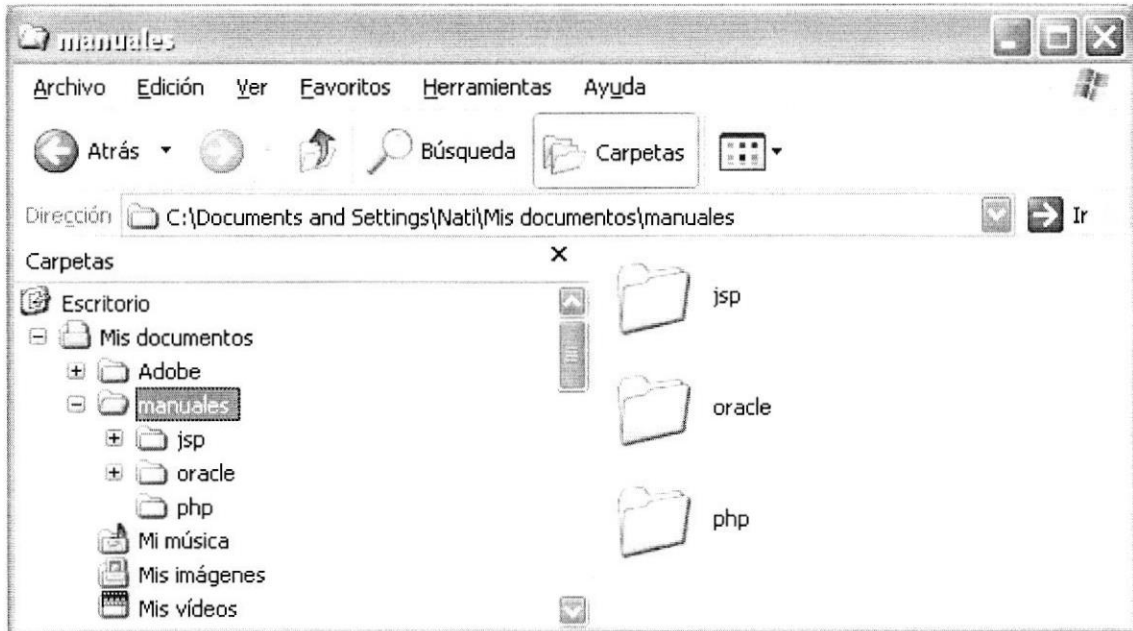 manuales
Archivo Edición Ver Favoritos Herramientas Ayuda
Atrás Búsqueda Carpetas
Dirección C:\Documents and Settings\Nati\Mis documentos\manuales Ir
Carpetas
Escritorio
Mis documentos
Adobe
manuales
jsp
oracle
php
Mi música
Mis imágenes
Mis vídeos
jsp
oracle
php